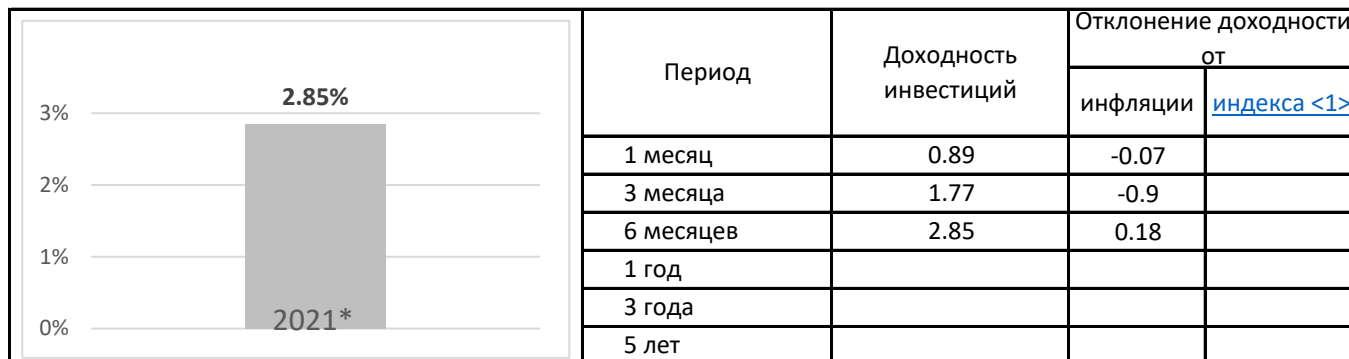 2.85%
3%
2%
1%
0%
2021*
Период
Доходность
инвестиций
Отклонение доходности
от
инфляции
индекса <1>
1 месяц 0.89 -0.07
3 месяца 1.77 -0.9
6 месяцев 2.85 0.18
1 год
3 года
5 лет